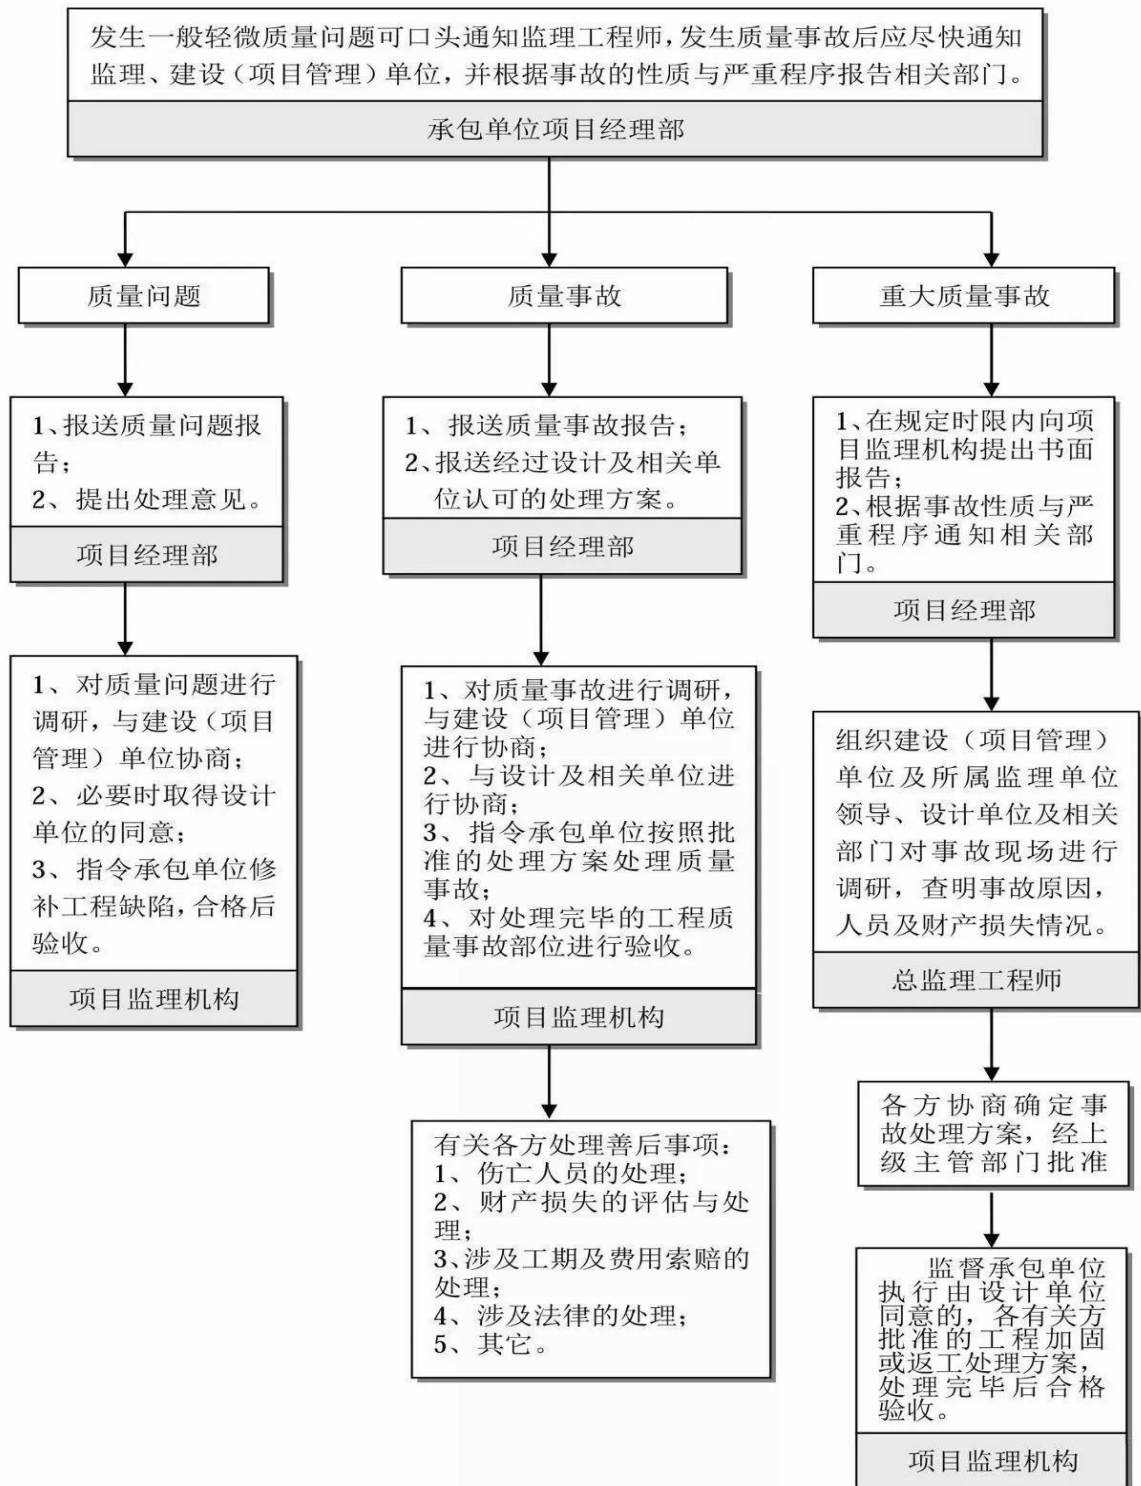 发生一般轻微质量问题可口头通知监理工程师，发生质量事故后应尽快通知
监理、建设（项目管理）单位，并根据事故的性质与严重程序报告相关部门。
承包单位项目经理部
质量问题
质量事故
重大质量事故
1、报送质量问题报
告；
2、提出处理意见。
项目经理部
1、报送质量事故报告；
2、报送经过设计及相关单
位认可的处理方案。
项目经理部
1、在规定时限内向项
目监理机构提出书面
报告；
2、根据事故性质与严
重程序通知相关部
门。
项目经理部
1、对质量问题进行
调研，与建设（项目
管理）单位协商；
2、必要时取得设计
单位的同意；
3、指令承包单位修
补工程缺陷，合格后
验收。
项目监理机构
1、对质量事故进行调研，
与建设（项目管理）单位
进行协商；
2、与设计及相关单位进
行协商；
3、指令承包单位按照批
准的处理方案处理质量
事故；
4、对处理完毕的工程质
量事故部位进行验收。
项目监理机构
组织建设（项目管理）
单位及所属监理单位
领导、设计单位及相关
部门对事故现场进行
调研，查明事故原因，
人员及财产损失情况。
总监理工程师
有关各方处理善后事项：
1、伤亡人员的处理；
2、财产损失的评估与处
理；
3、涉及工期及费用索赔的
处理；
4、涉及法律的处理；
5、其它。
各方协商确定事
故处理方案，经上
级主管部门批准
监督承包单位
执行由设计单位
同意的，各有关方
批准的工程加固
或返工处理方案，
处理完毕后合格
验收。
项目监理机构